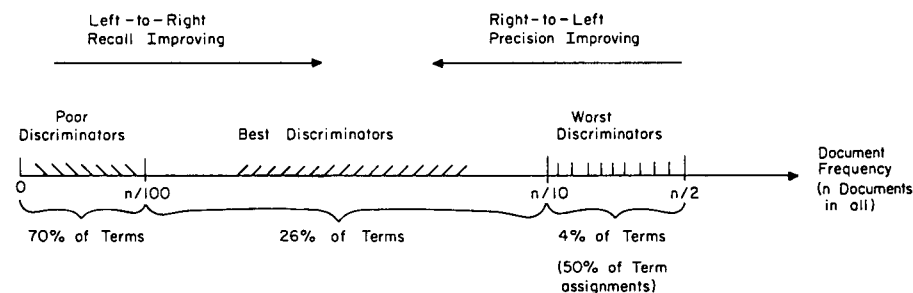 Left-to-Right
Recall Improving
Right-to-Left
Precision Improving
Poor
Discriminators
Best Discriminators
Worst
Discriminators
Document
Frequency
(n Documents
in all)
0
n/100
n/10
n/2
70% of Terms
26% of Terms
4% of Terms
(50% of Term
assignments)